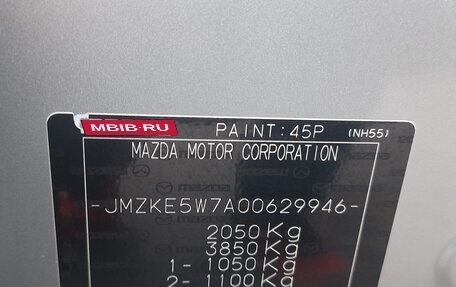 MBIB·RU PAINT:45P (NH55)
MAZDA MOTOR CORPORATION
-JMZKE5W7A00629946-
2050Kg
3850Kg
1- 1050Kg
2- 1100Kg